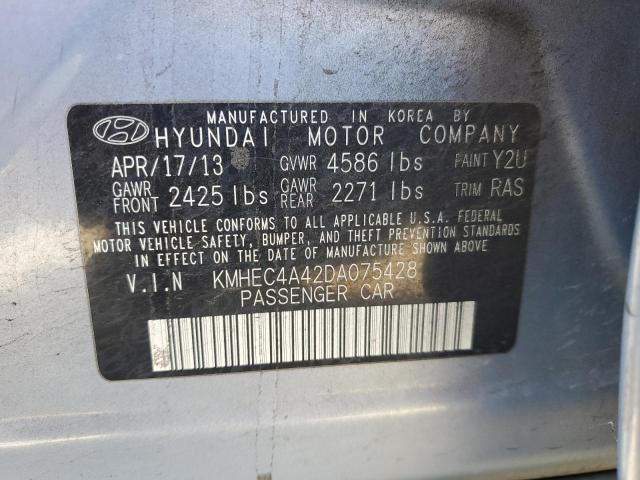 MANUFACTURED IN KOREA BY
HYUNDAI MOTOR COMPANY
APR/17/13 GVWR 4586 lbs PAINT Y2U
GAWR FRONT 2425 lbs GAWR REAR 2271 lbs TRIM RAS
THIS VEHICLE CONFORMS TO ALL APPLICABLE U.S.A. FEDERAL
MOTOR VEHICLE SAFETY, BUMPER, AND THEFT PREVENTION STANDARDS
IN EFFECT ON THE DATE OF MANUFACTURE SHOWN ABOVE.
V.I.N KMHEC4A42DA075428
PASSENGER CAR